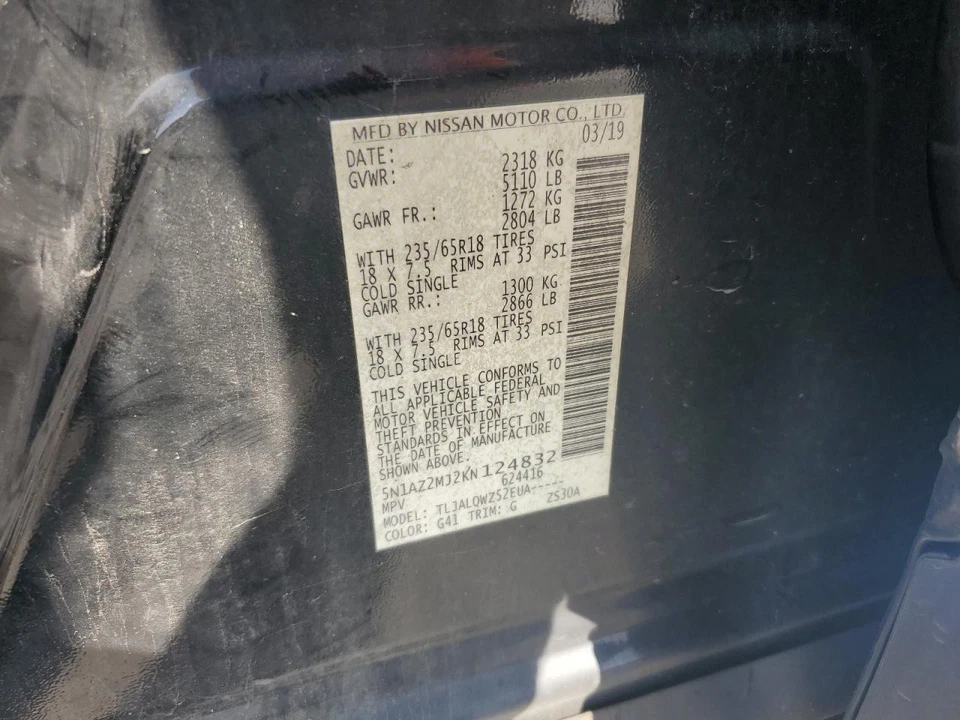 MFD BY NISSAN MOTOR CO., LTD.
DATE: 03/19
GVWR: 2318 KG
5110 LB
GAWR FR.: 1272 KG
2804 LB
WITH 235/65R18 TIRES
18 X 7.5 RIMS AT 33 PSI
COLD SINGLE
GAWR RR.: 1300 KG
2866 LB
WITH 235/65R18 TIRES
18 X 7.5 RIMS AT 33 PSI
COLD SINGLE
THIS VEHICLE CONFORMS TO
ALL APPLICABLE FEDERAL
MOTOR VEHICLE SAFETY AND
THEFT PREVENTION
STANDARDS IN EFFECT ON
THE DATE OF MANUFACTURE
SHOWN ABOVE.
5N1AZ2MJ2KN124832
MPV 624416
MODEL: TLJALQWZS2EUA-----
COLOR: G41 TRIM: G ZS30A